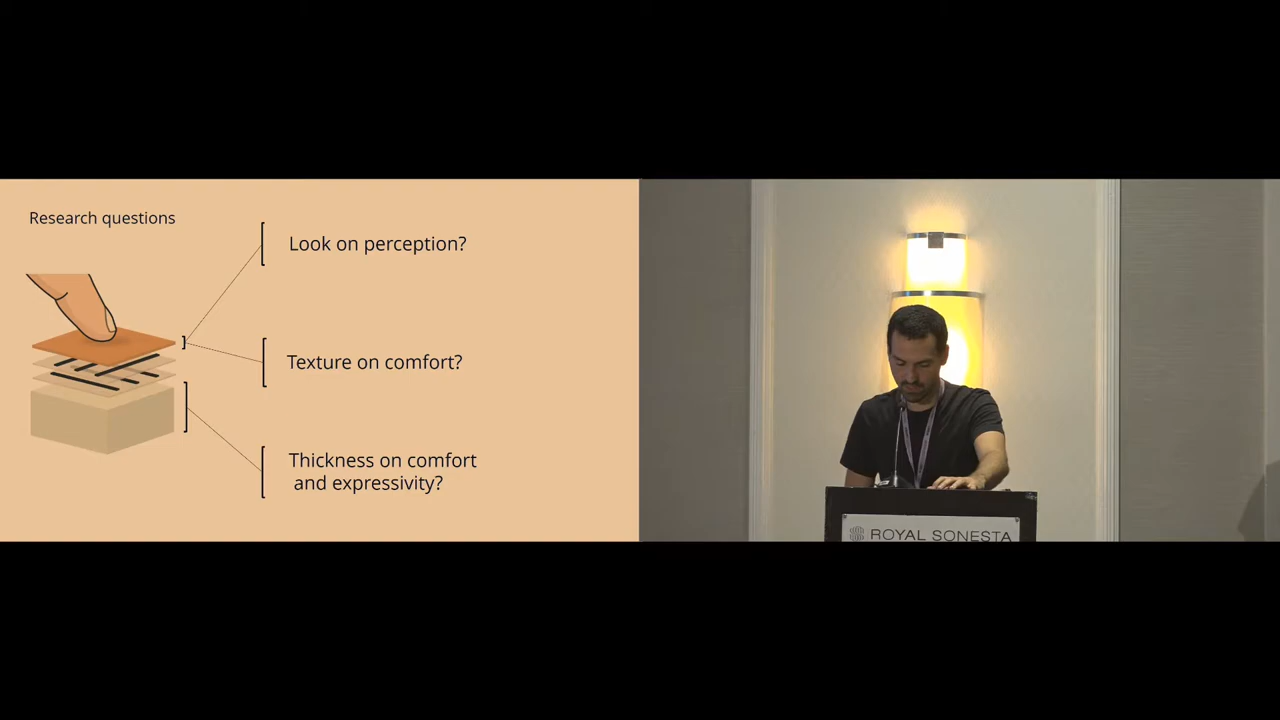 Research questions
Look on perception?
Texture on comfort?
Thickness on comfort
and expressivity?
ROYAL SONESTA